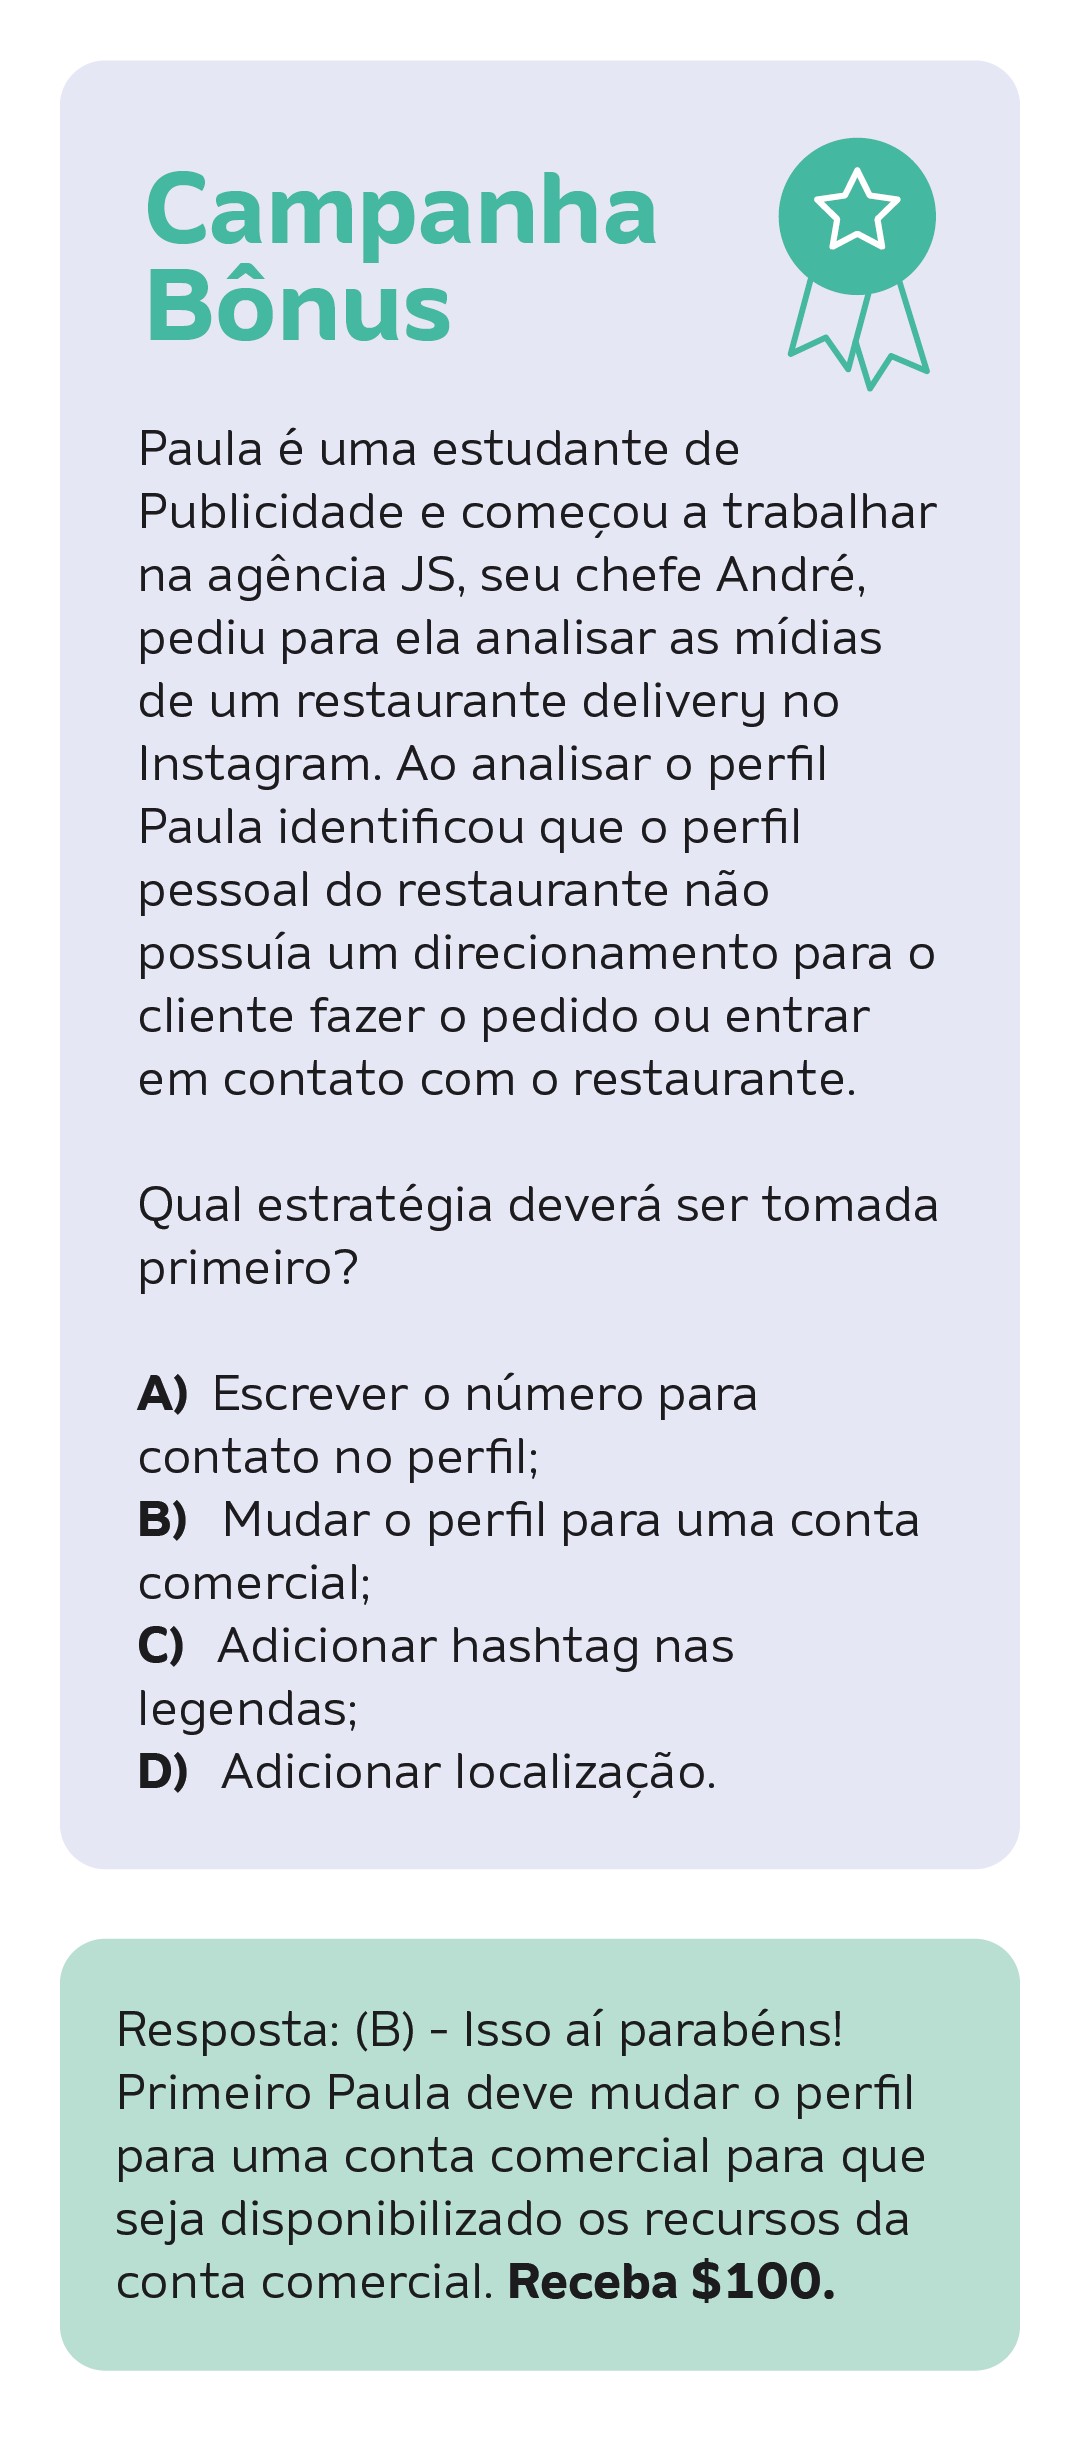 Campanha
Bônus
Paula é uma estudante de
Publicidade e começou a trabalhar
na agência JS, seu chefe André,
pediu para ela analisar as mídias
de um restaurante delivery no
Instagram. Ao analisar o perfil
Paula identificou que o perfil
pessoal do restaurante não
possuía um direcionamento para o
cliente fazer o pedido ou entrar
em contato com o restaurante.
Qual estratégia deverá ser tomada
primeiro?
A) Escrever o número para
contato no perfil;
B) Mudar o perfil para uma conta
comercial;
C) Adicionar hashtag nas
legendas;
D) Adicionar localização.
Resposta: (B) - Isso aí parabéns!
Primeiro Paula deve mudar o perfil
para uma conta comercial para que
seja disponibilizado os recursos da
conta comercial. Receba $100.